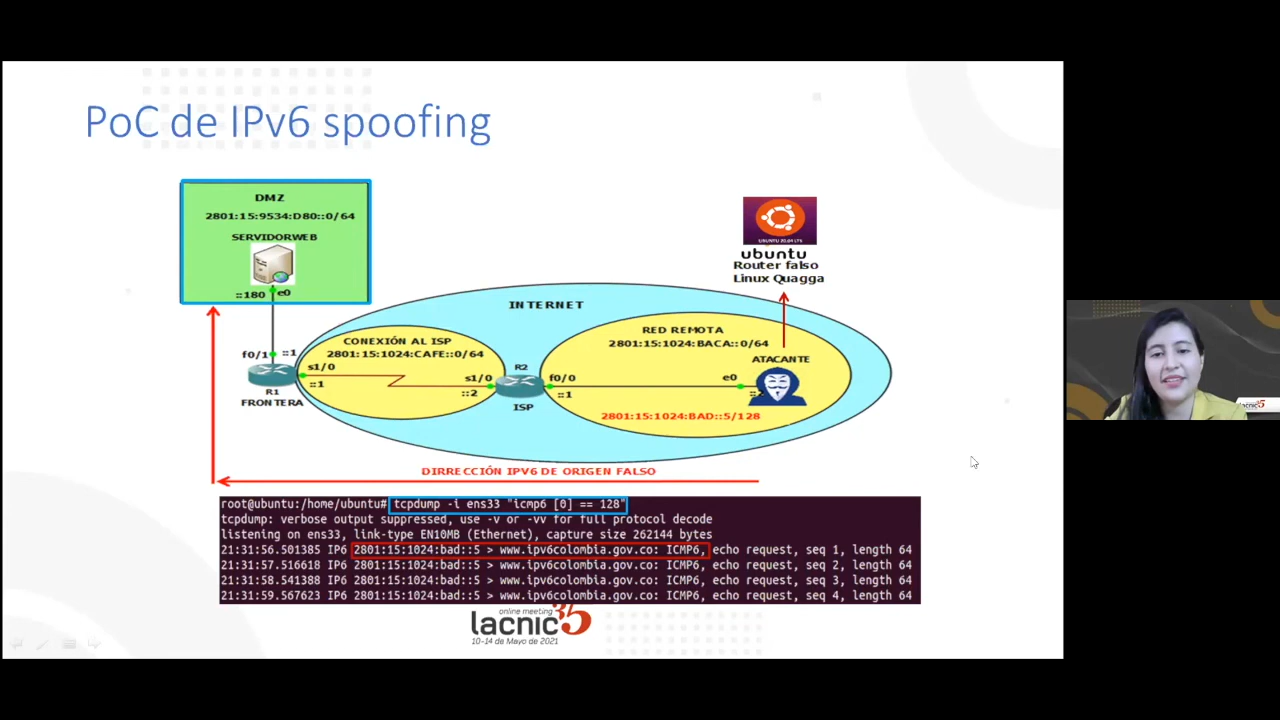 PoC de IPv6 spoofing
DMZ
2801:15:9534:D80::0/64
SERVIDORWEB
::180
e0
UBUNTU 20.04 LTS
ubuntu
Router falso
Linux Quagga
INTERNET
CONEXIÓN AL ISP
2801:15:1024:CAFE::0/64
RED REMOTA
2801:15:1024:BACA::0/64
ATACANTE
f0/1
::1
s1/0
::1
R1
FRONTERA
s1/0
::2
R2
ISP
f0/0
::1
e0
::2
2801:15:1024:BAD::5/128
DIRRECCIÓN IPV6 DE ORIGEN FALSO
root@ubuntu:/home/ubuntu# tcpdump -i ens33 "icmp6 [0] == 128"
tcpdump: verbose output suppressed, use -v or -vv for full protocol decode
listening on ens33, link-type EN10MB (Ethernet), capture size 262144 bytes
21:31:56.501385 IP6 2801:15:1024:bad::5 > www.ipv6colombia.gov.co: ICMP6, echo request, seq 1, length 64
21:31:57.516618 IP6 2801:15:1024:bad::5 > www.ipv6colombia.gov.co: ICMP6, echo request, seq 2, length 64
21:31:58.541388 IP6 2801:15:1024:bad::5 > www.ipv6colombia.gov.co: ICMP6, echo request, seq 3, length 64
21:31:59.567623 IP6 2801:15:1024:bad::5 > www.ipv6colombia.gov.co: ICMP6, echo request, seq 4, length 64
online meeting
lacnic35
10-14 de Mayo de 2021
lacnic35